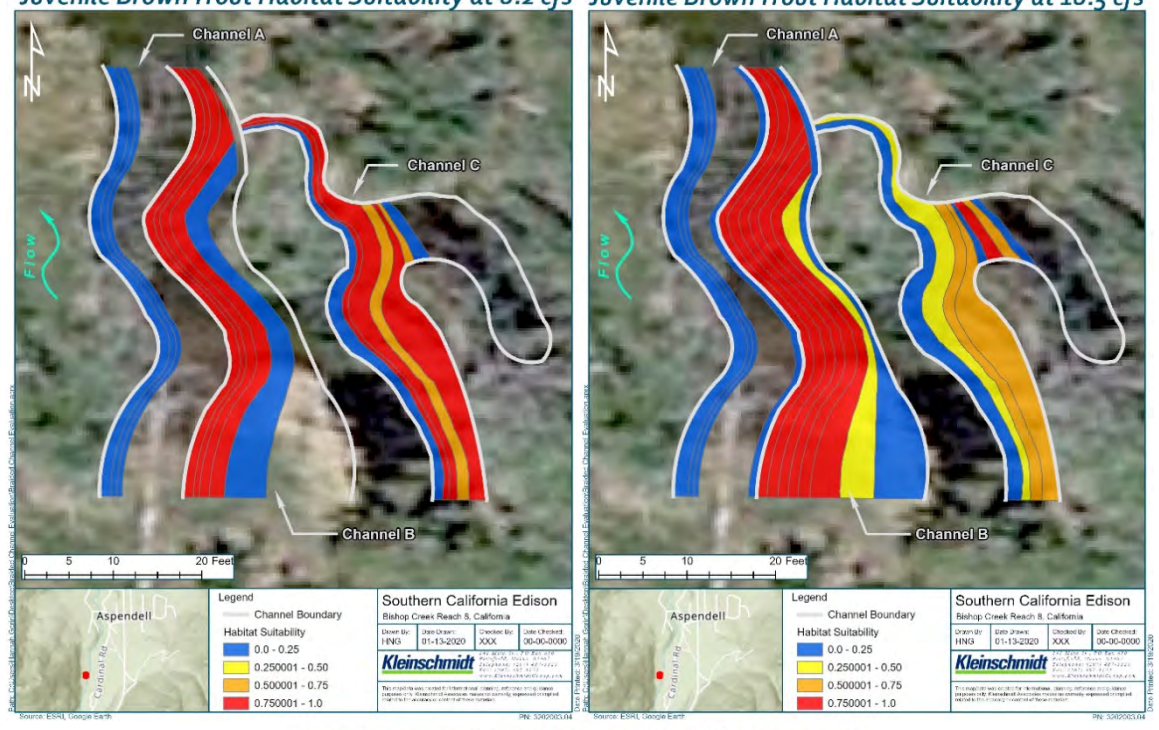 Juvenile Brown Trout Habitat Suitability at 8.2 cfs
Juvenile Brown Trout Habitat Suitability at 16.5 cfs
N
Channel A
Channel C
Flow
Channel B
0 5 10 20 Feet
Aspendell
Cardinal Rd
Legend
Channel Boundary
Habitat Suitability
0.0 - 0.25
0.250001 - 0.50
0.500001 - 0.75
0.750001 - 1.0
Southern California Edison
Bishop Creek Reach 8, California
Drawn By: Date Drawn: Checked By: Date Checked:
HNG 01-13-2020 XXX 00-00-0000
Kleinschmidt
Source: ESRI, Google Earth
PN: 3202003.04
N
Channel A
Channel C
Flow
Channel B
0 5 10 20 Feet
Aspendell
Cardinal Rd
Legend
Channel Boundary
Habitat Suitability
0.0 - 0.25
0.250001 - 0.50
0.500001 - 0.75
0.750001 - 1.0
Southern California Edison
Bishop Creek Reach 8, California
Drawn By: Date Drawn: Checked By: Date Checked:
HNG 01-13-2020 XXX 00-00-0000
Kleinschmidt
Source: ESRI, Google Earth
PN: 3202003.04
Date Printed: 3/19/2020